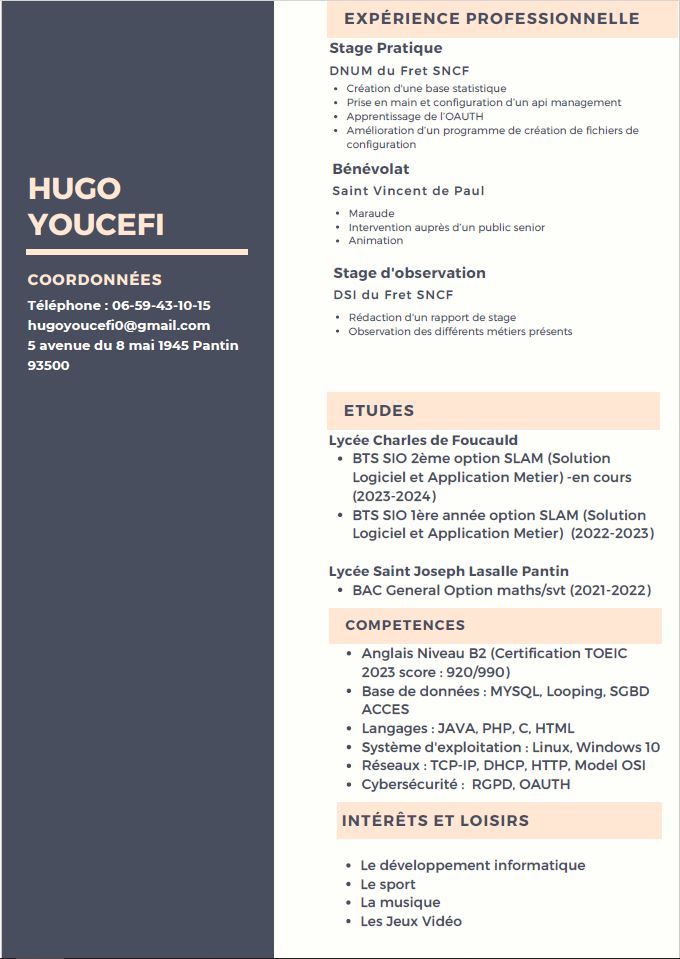 HUGO
YOUCEFI
COORDONNÉES
Téléphone : 06-59-43-10-15
hugoyoucefi0@gmail.com
5 avenue du 8 mai 1945 Pantin
93500
EXPÉRIENCE PROFESSIONNELLE
Stage Pratique
DNUM du Fret SNCF
• Création d'une base statistique
• Prise en main et configuration d'un api management
• Apprentissage de l'OAUTH
• Amélioration d'un programme de création de fichiers de
configuration
Bénévolat
Saint Vincent de Paul
• Maraude
• Intervention auprès d'un public senior
• Animation
Stage d'observation
DSI du Fret SNCF
• Rédaction d'un rapport de stage
• Observation des différents métiers présents
ETUDES
Lycée Charles de Foucauld
• BTS SIO 2ème option SLAM (Solution
Logiciel et Application Metier) -en cours
(2023-2024)
• BTS SIO 1ère année option SLAM (Solution
Logiciel et Application Metier) (2022-2023)
Lycée Saint Joseph Lasalle Pantin
• BAC General Option maths/svt (2021-2022)
COMPETENCES
• Anglais Niveau B2 (Certification TOEIC
2023 score : 920/990)
• Base de données : MYSQL, Looping, SGBD
ACCES
• Langages : JAVA, PHP, C, HTML
• Système d'exploitation : Linux, Windows 10
• Réseaux : TCP-IP, DHCP, HTTP, Model OSI
• Cybersécurité : RGPD, OAUTH
INTÉRÊTS ET LOISIRS
• Le développement informatique
• Le sport
• La musique
• Les Jeux Vidéo